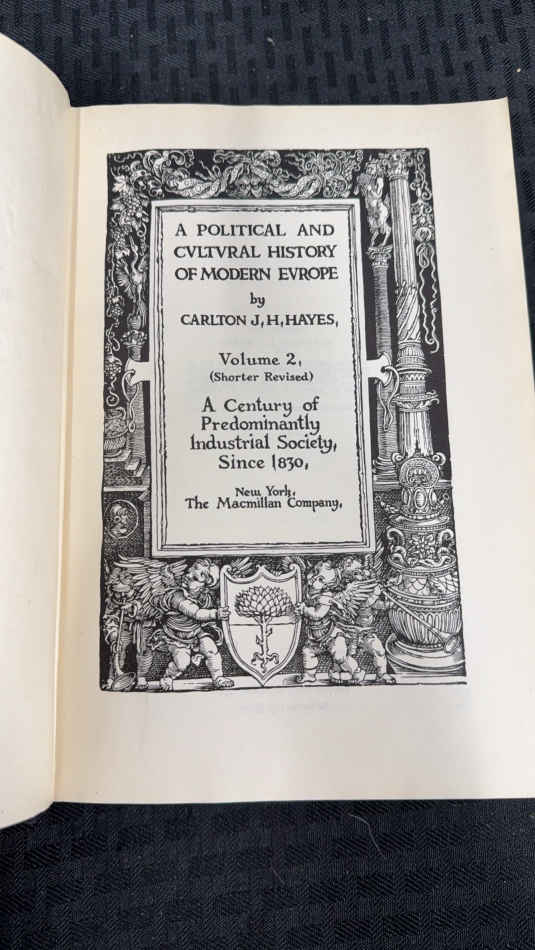 A POLITICAL AND
CVLTVRAL HISTORY
OF MODERN EVROPE
by
CARLTON J, H, HAYES,
Volume 2,
(Shorter Revised)
A Century of
Predominantly
Industrial Society,
Since 1830,
New York,
The Macmillan Company,